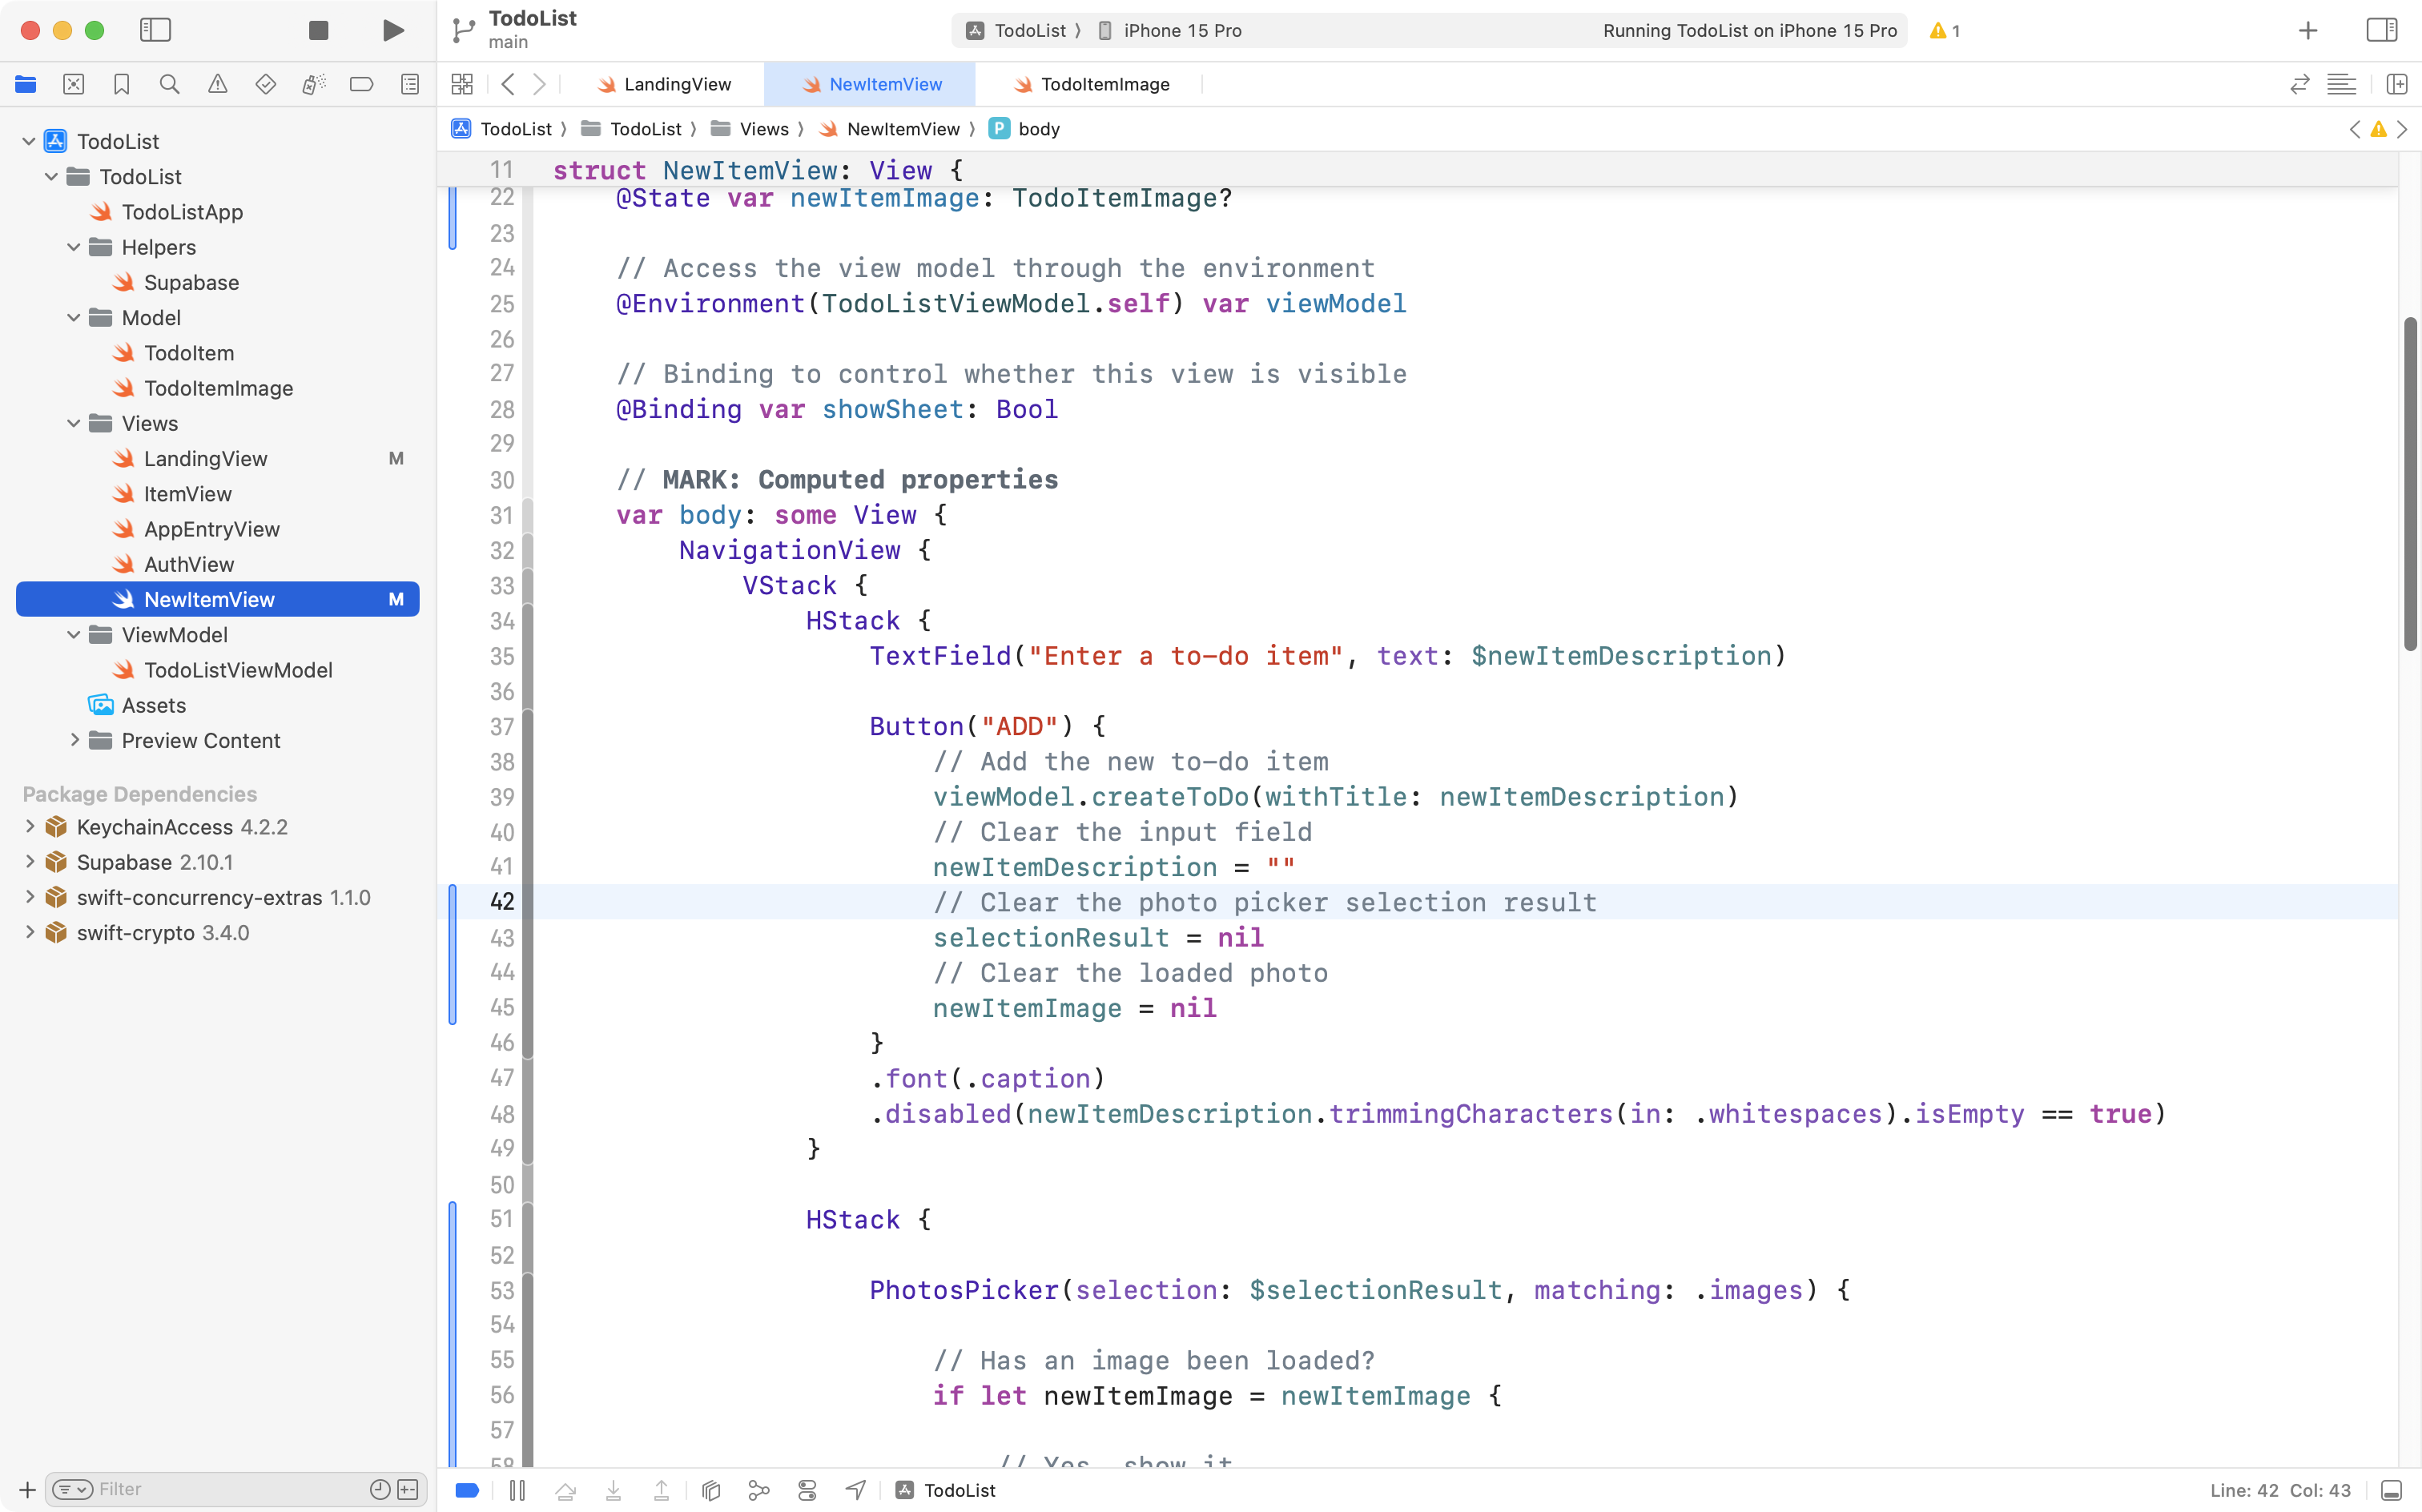 TodoList
main
TodoList 〉 iPhone 15 Pro
Running TodoList on iPhone 15 Pro
1
LandingView
NewItemView
TodoItemImage
TodoList 〉 TodoList 〉 Views 〉 NewItemView 〉 P body
TodoList
TodoList
TodoListApp
Helpers
Supabase
Model
TodoItem
TodoItemImage
Views
LandingView M
ItemView
AppEntryView
AuthView
NewItemView M
ViewModel
TodoListViewModel
Assets
Preview Content
Package Dependencies
KeychainAccess 4.2.2
Supabase 2.10.1
swift-concurrency-extras 1.1.0
swift-crypto 3.4.0
Filter
11 struct NewItemView: View {
22 @State var newItemImage: TodoItemImage?
23
24 // Access the view model through the environment
25 @Environment(TodoListViewModel.self) var viewModel
26
27 // Binding to control whether this view is visible
28 @Binding var showSheet: Bool
29
30 // MARK: Computed properties
31 var body: some View {
32 NavigationView {
33 VStack {
34 HStack {
35 TextField("Enter a to-do item", text: $newItemDescription)
36
37 Button("ADD") {
38 // Add the new to-do item
39 viewModel.createToDo(withTitle: newItemDescription)
40 // Clear the input field
41 newItemDescription = ""
42 // Clear the photo picker selection result
43 selectionResult = nil
44 // Clear the loaded photo
45 newItemImage = nil
46 }
47 .font(.caption)
48 .disabled(newItemDescription.trimmingCharacters(in: .whitespaces).isEmpty == true)
49 }
50
51 HStack {
52
53 PhotosPicker(selection: $selectionResult, matching: .images) {
54
55 // Has an image been loaded?
56 if let newItemImage = newItemImage {
57
58 // Yes, show it
TodoList
Line: 42 Col: 43